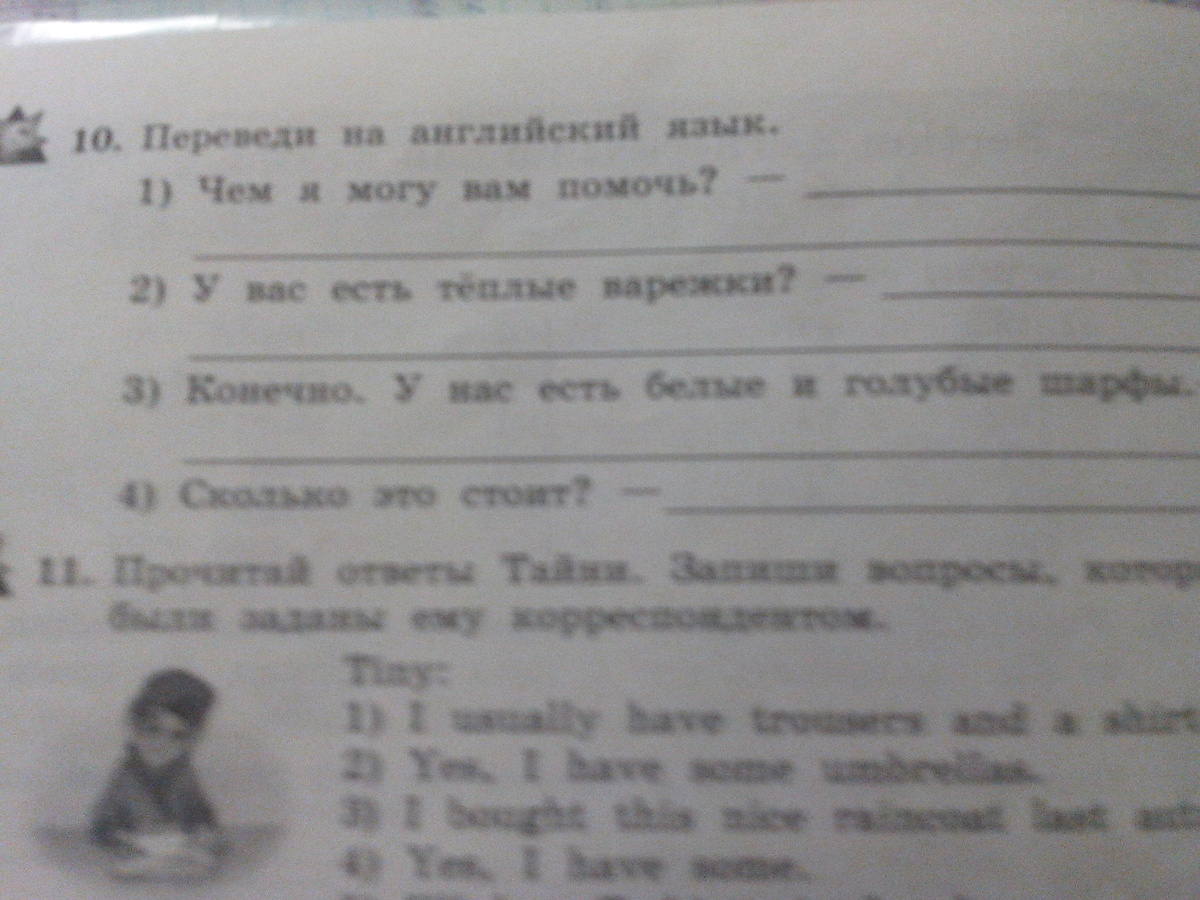 10. Переведи на английский язык.
1) Чем я могу вам помочь? —
2) У вас есть тёплые варежки? —
3) Конечно. У нас есть белые и голубые шарфы.
4) Сколько это стоит? —
11. Прочитай ответы Тайни. Запиши вопросы, котор
были заданы ему корреспондентом.
Tiny:
1) I usually have trousers and a shirt
2) Yes, I have some umbrellas.
3) I bought this nice raincoat last
4) Yes, I have some.